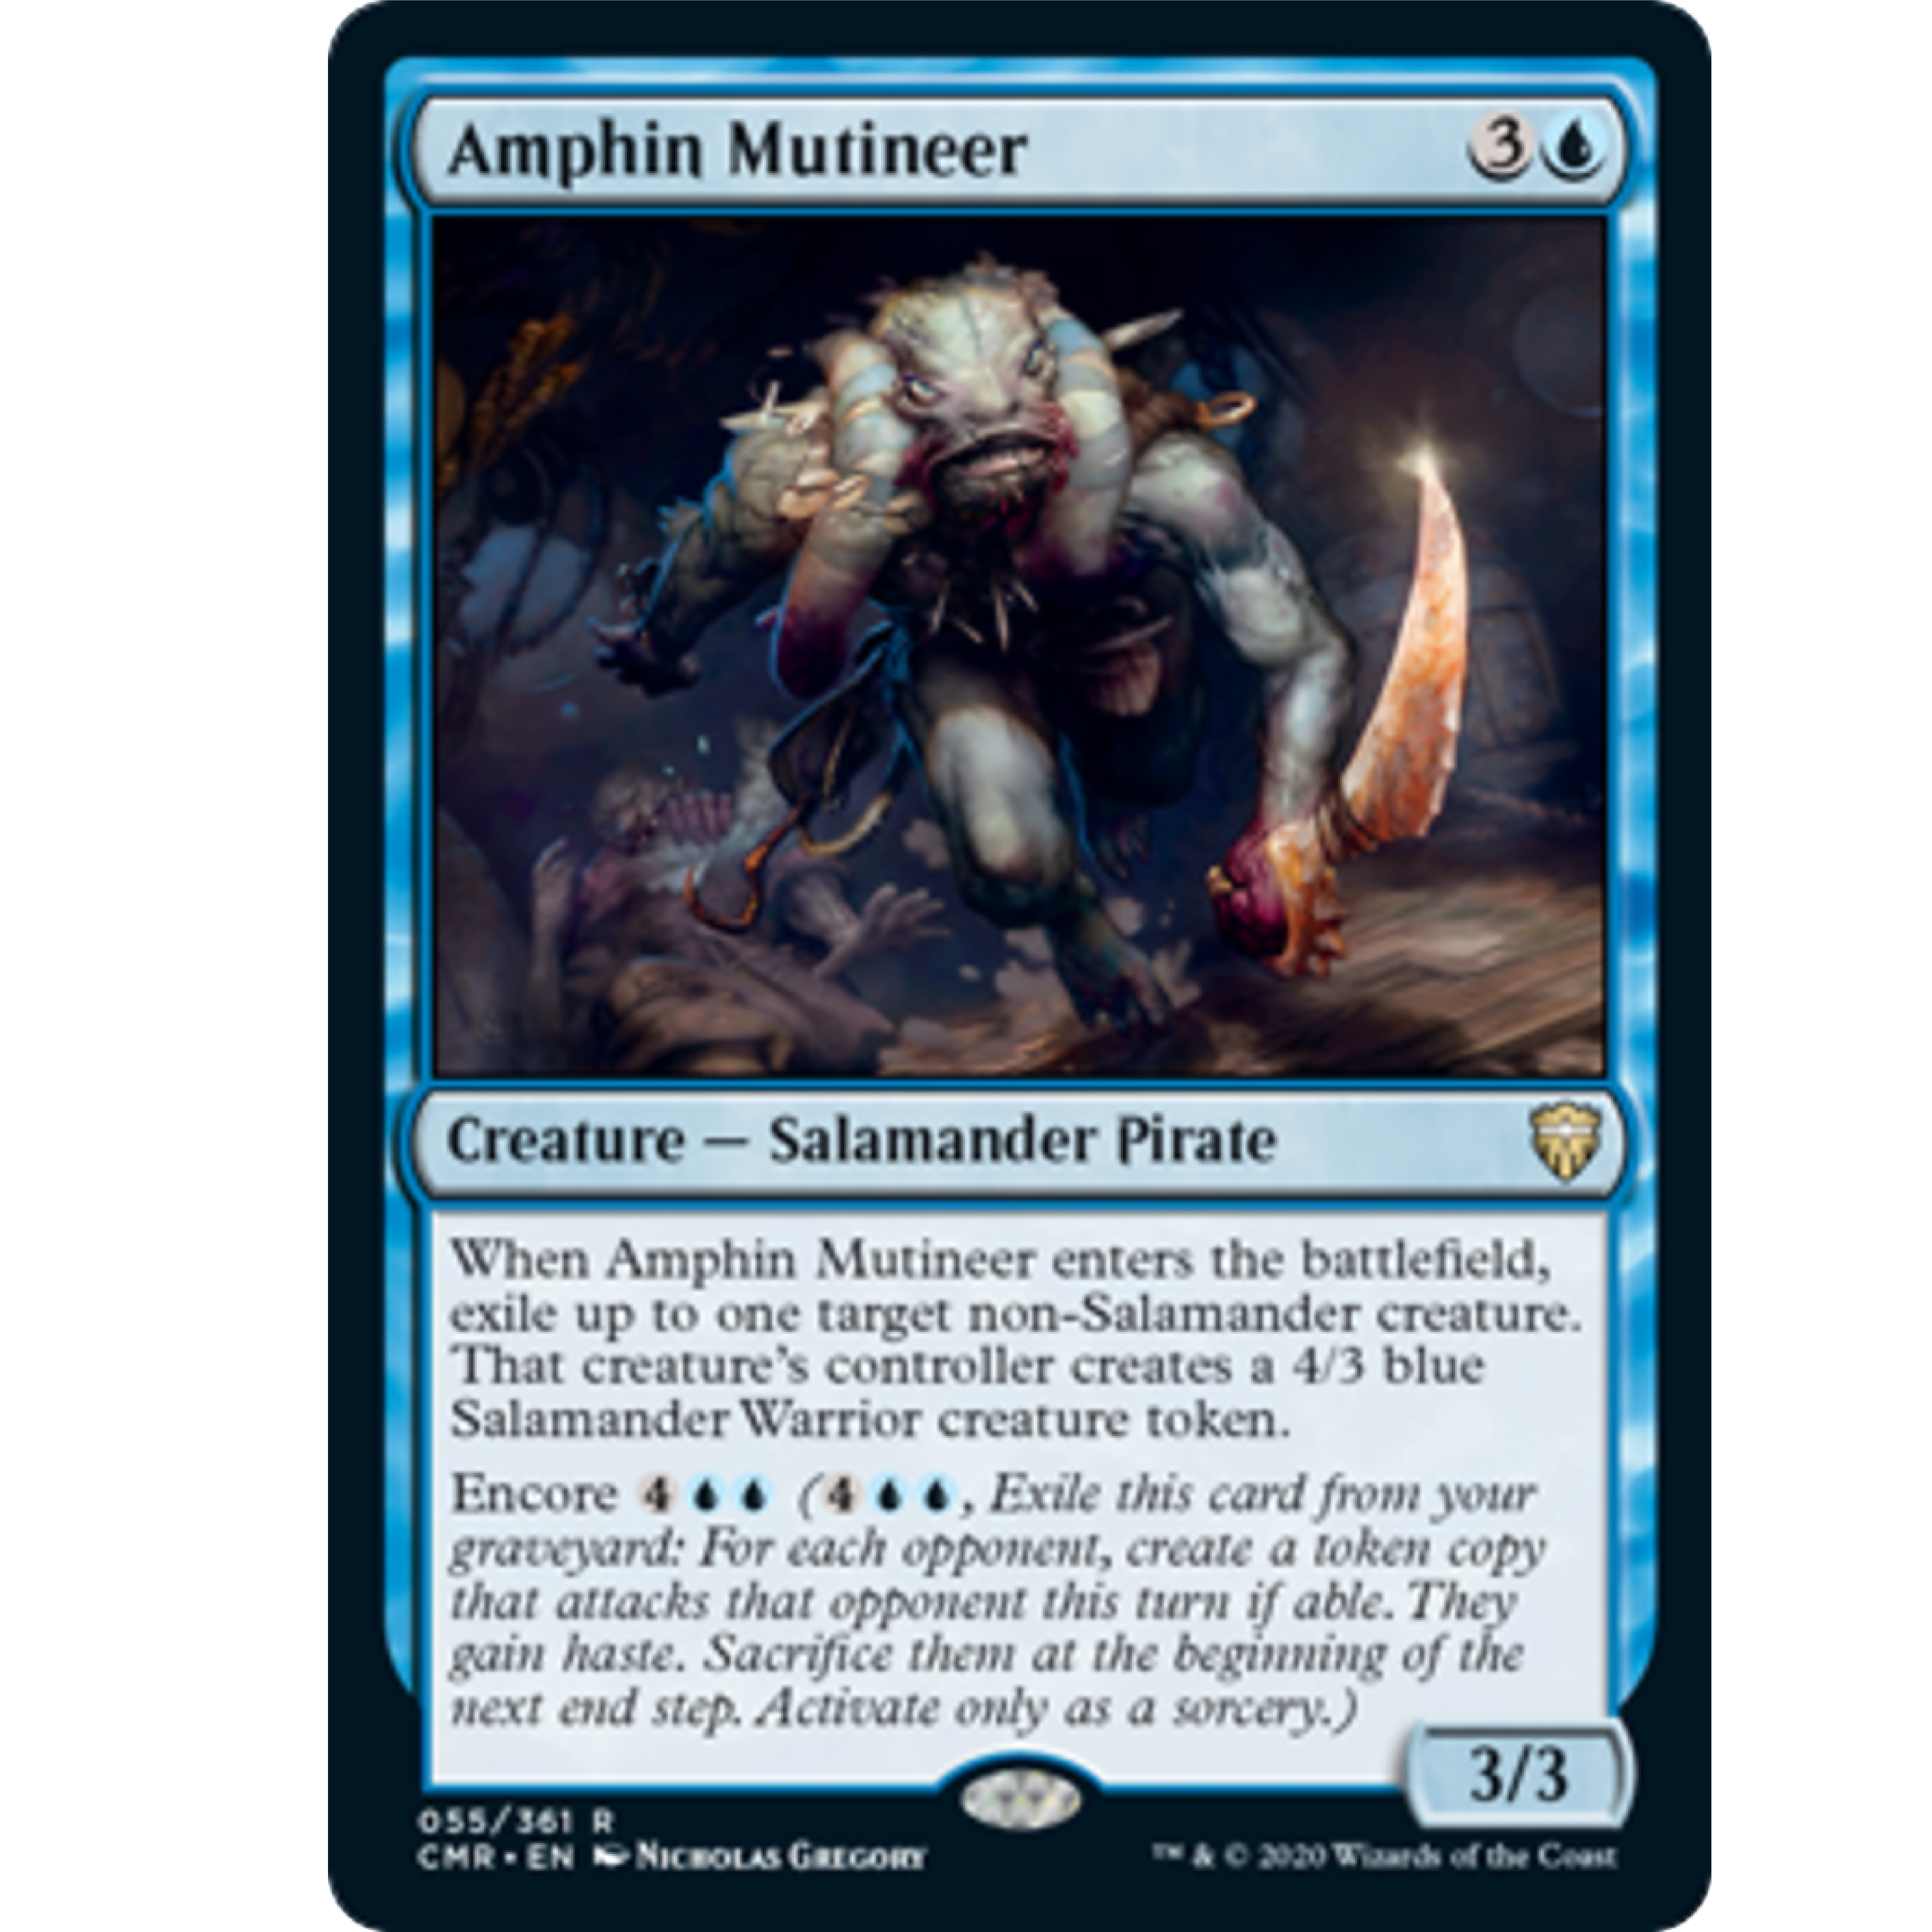 Amphin Mutineer 3
Creature — Salamander Pirate
When Amphin Mutineer enters the battlefield,
exile up to one target non-Salamander creature.
That creature's controller creates a 4/3 blue
Salamander Warrior creature token.
Encore 4 (4 , Exile this card from your
graveyard: For each opponent, create a token copy
that attacks that opponent this turn if able. They
gain haste. Sacrifice them at the beginning of the
next end step. Activate only as a sorcery.)
3/3
055/361 R
CMR • EN Nicholas Gregory
™ & © 2020 Wizards of the Coast